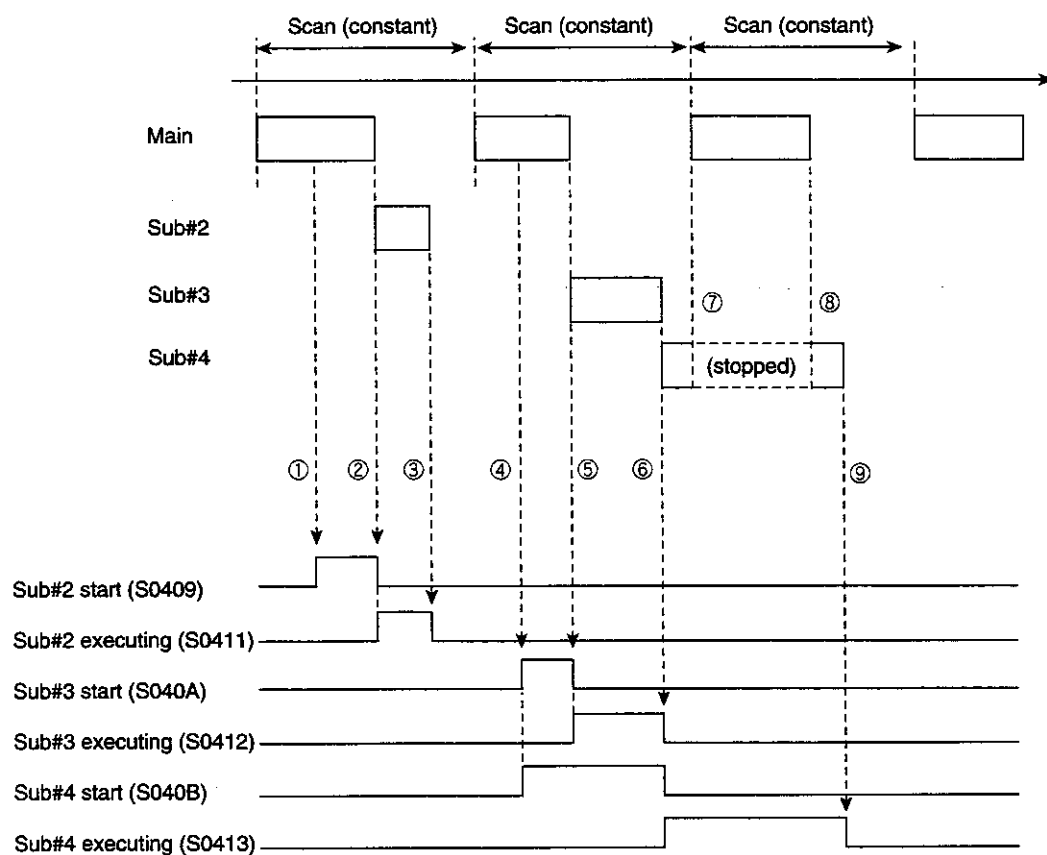 Scan (constant) Scan (constant) Scan (constant)
Main
Sub#2
Sub#3 ⑦ ⑧
Sub#4 (stopped)
① ② ③ ④ ⑤ ⑥ ⑨
Sub#2 start (S0409)
Sub#2 executing (S0411)
Sub#3 start (S040A)
Sub#3 executing (S0412)
Sub#4 start (S040B)
Sub#4 executing (S0413)